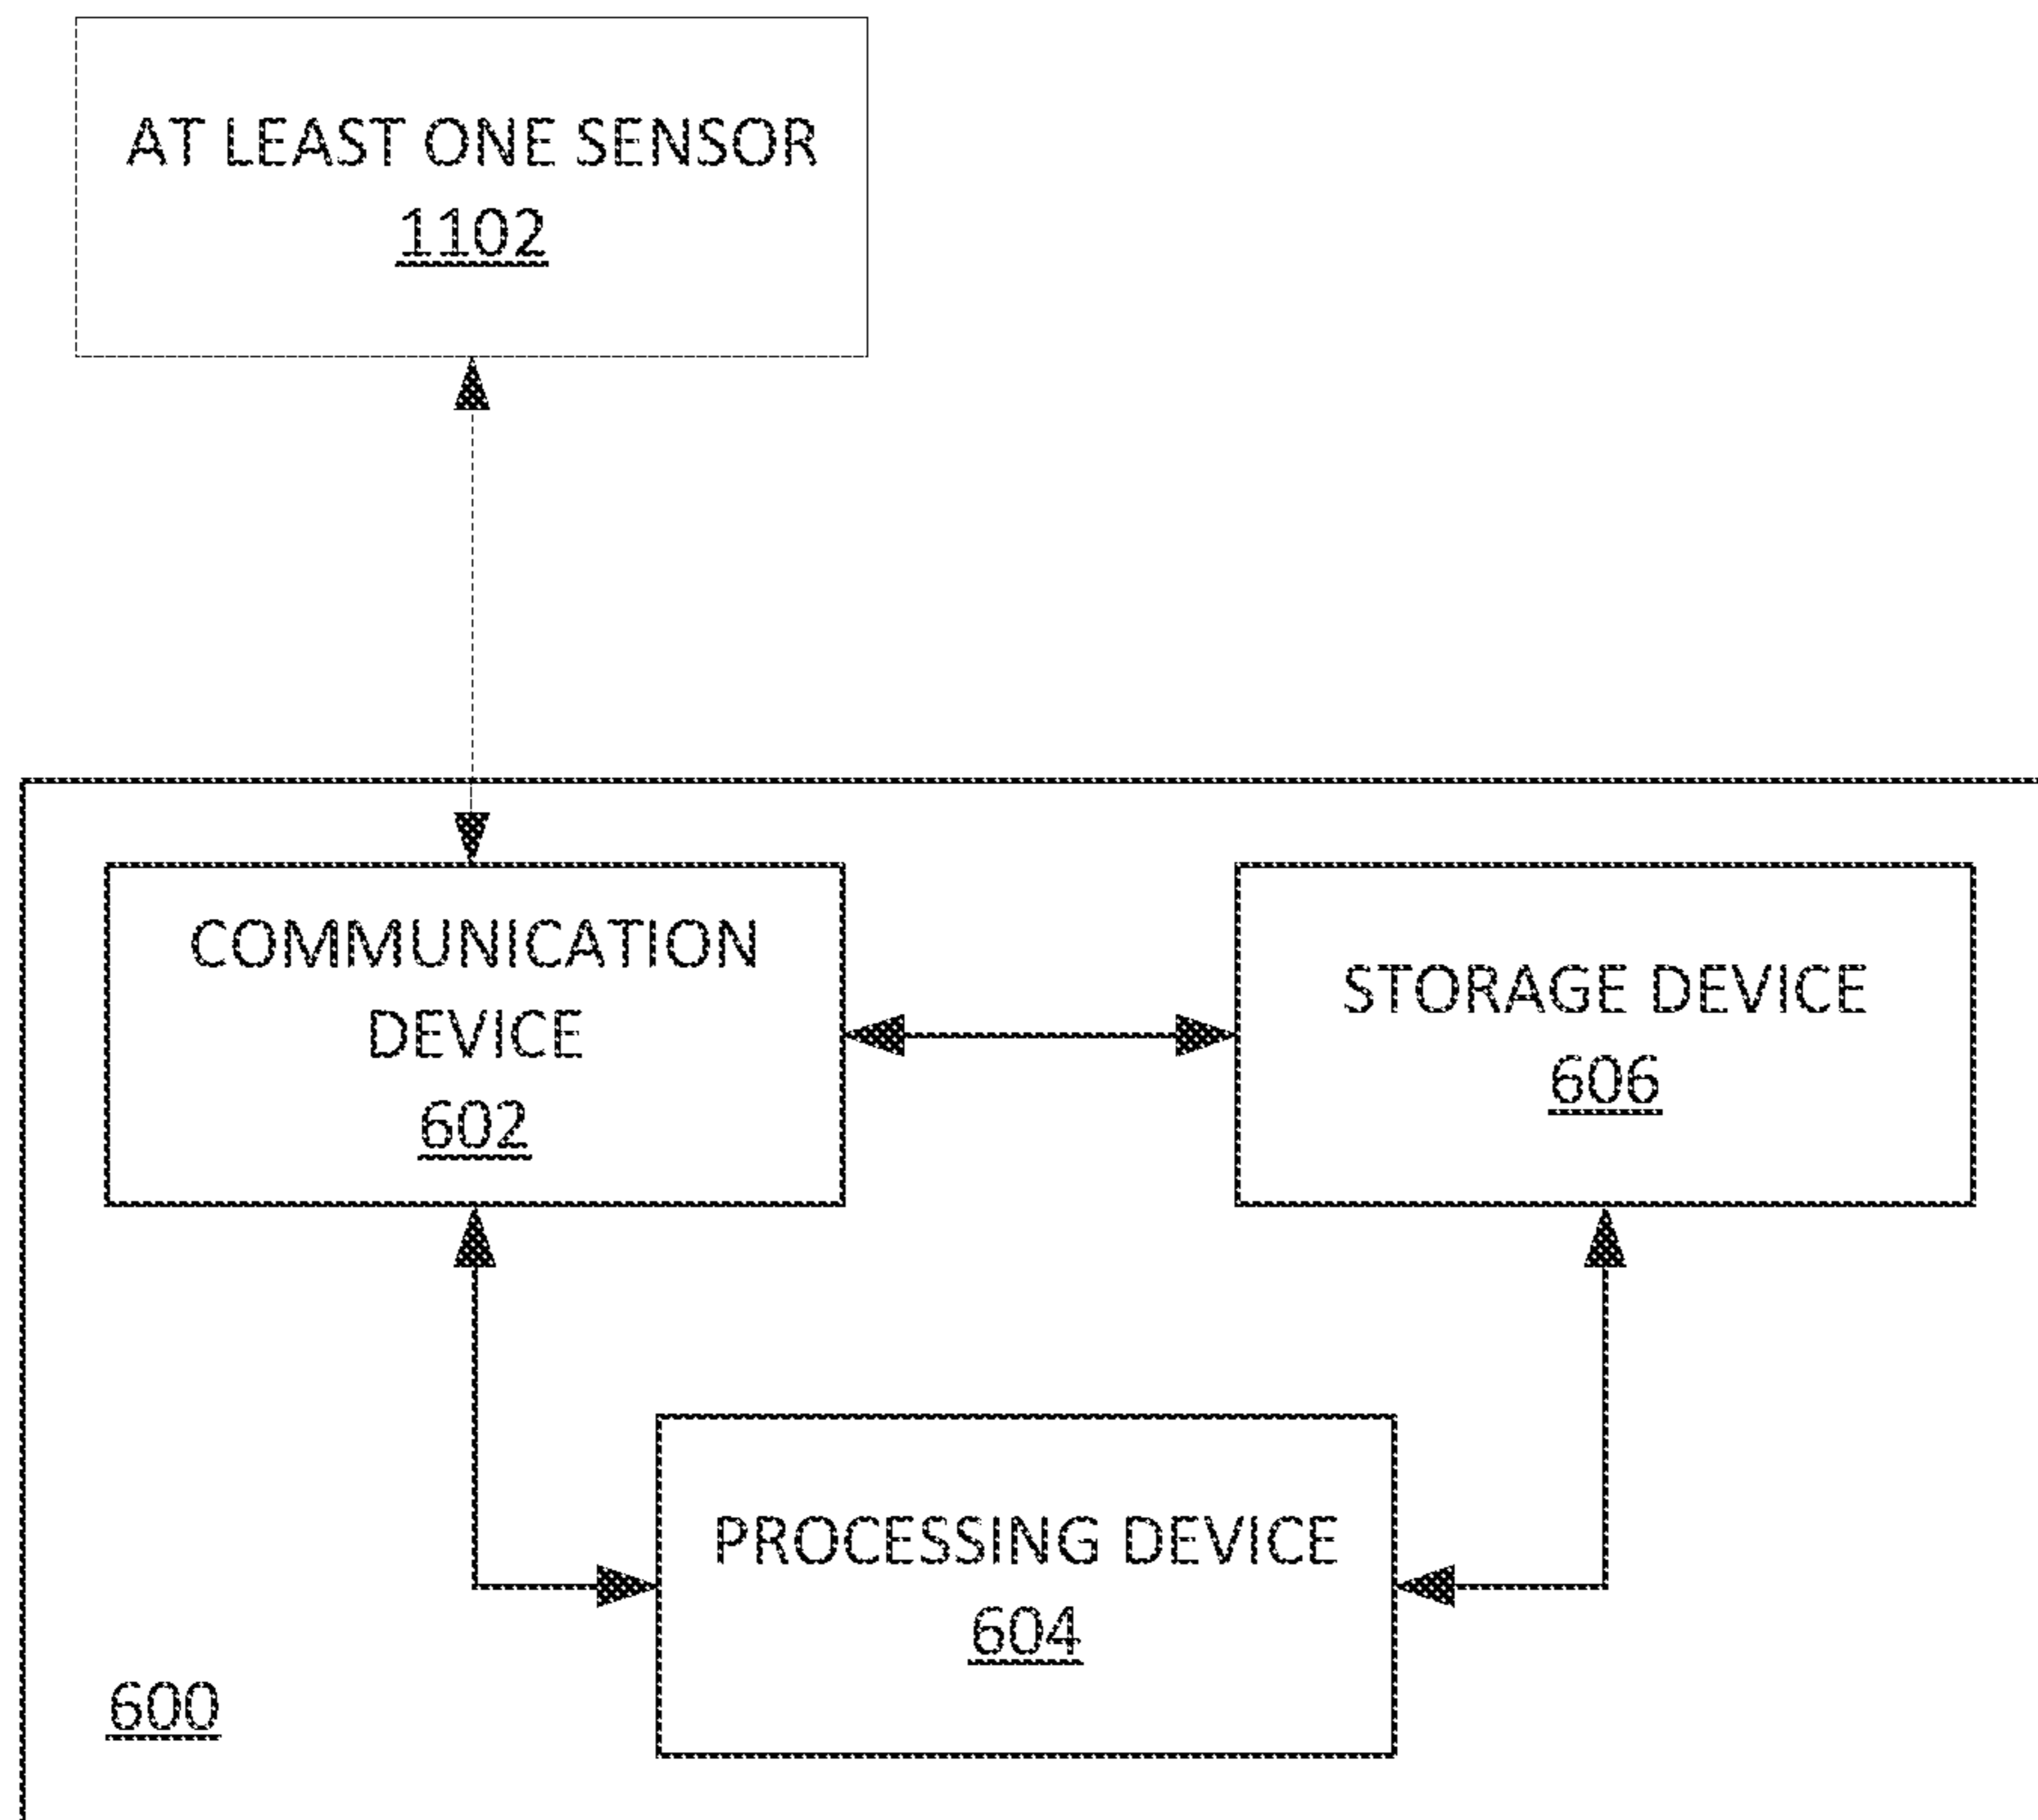 AT LEAST ONE SENSOR
1102
COMMUNICATION
DEVICE
602
STORAGE DEVICE
606
PROCESSING DEVICE
604
600